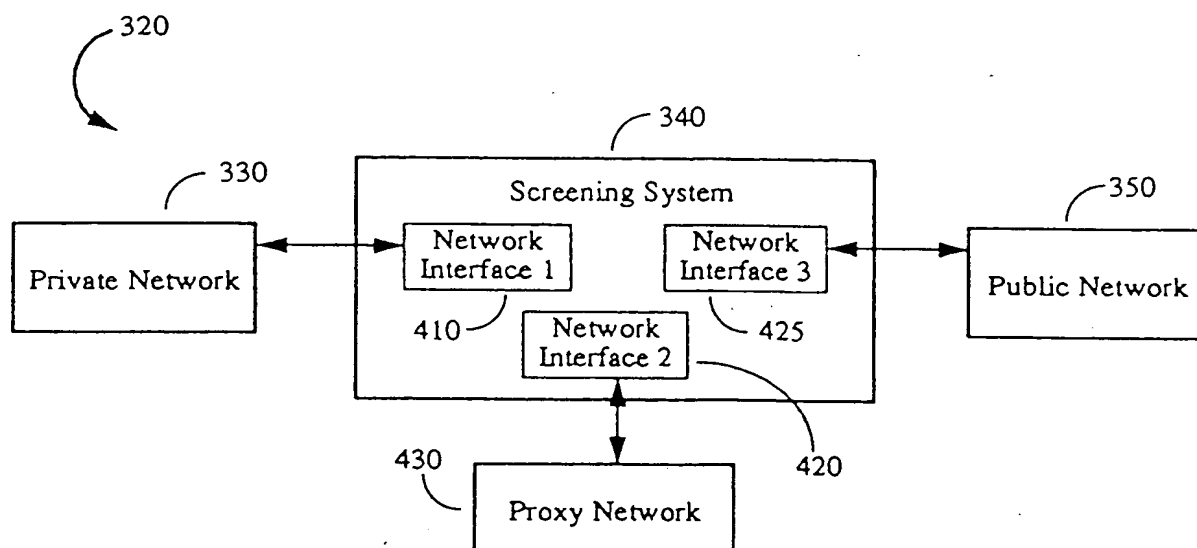 320
340
330
350
Screening System
Private Network
Network
Interface 1
Network
Interface 3
Public Network
410
425
Network
Interface 2
420
430
Proxy Network